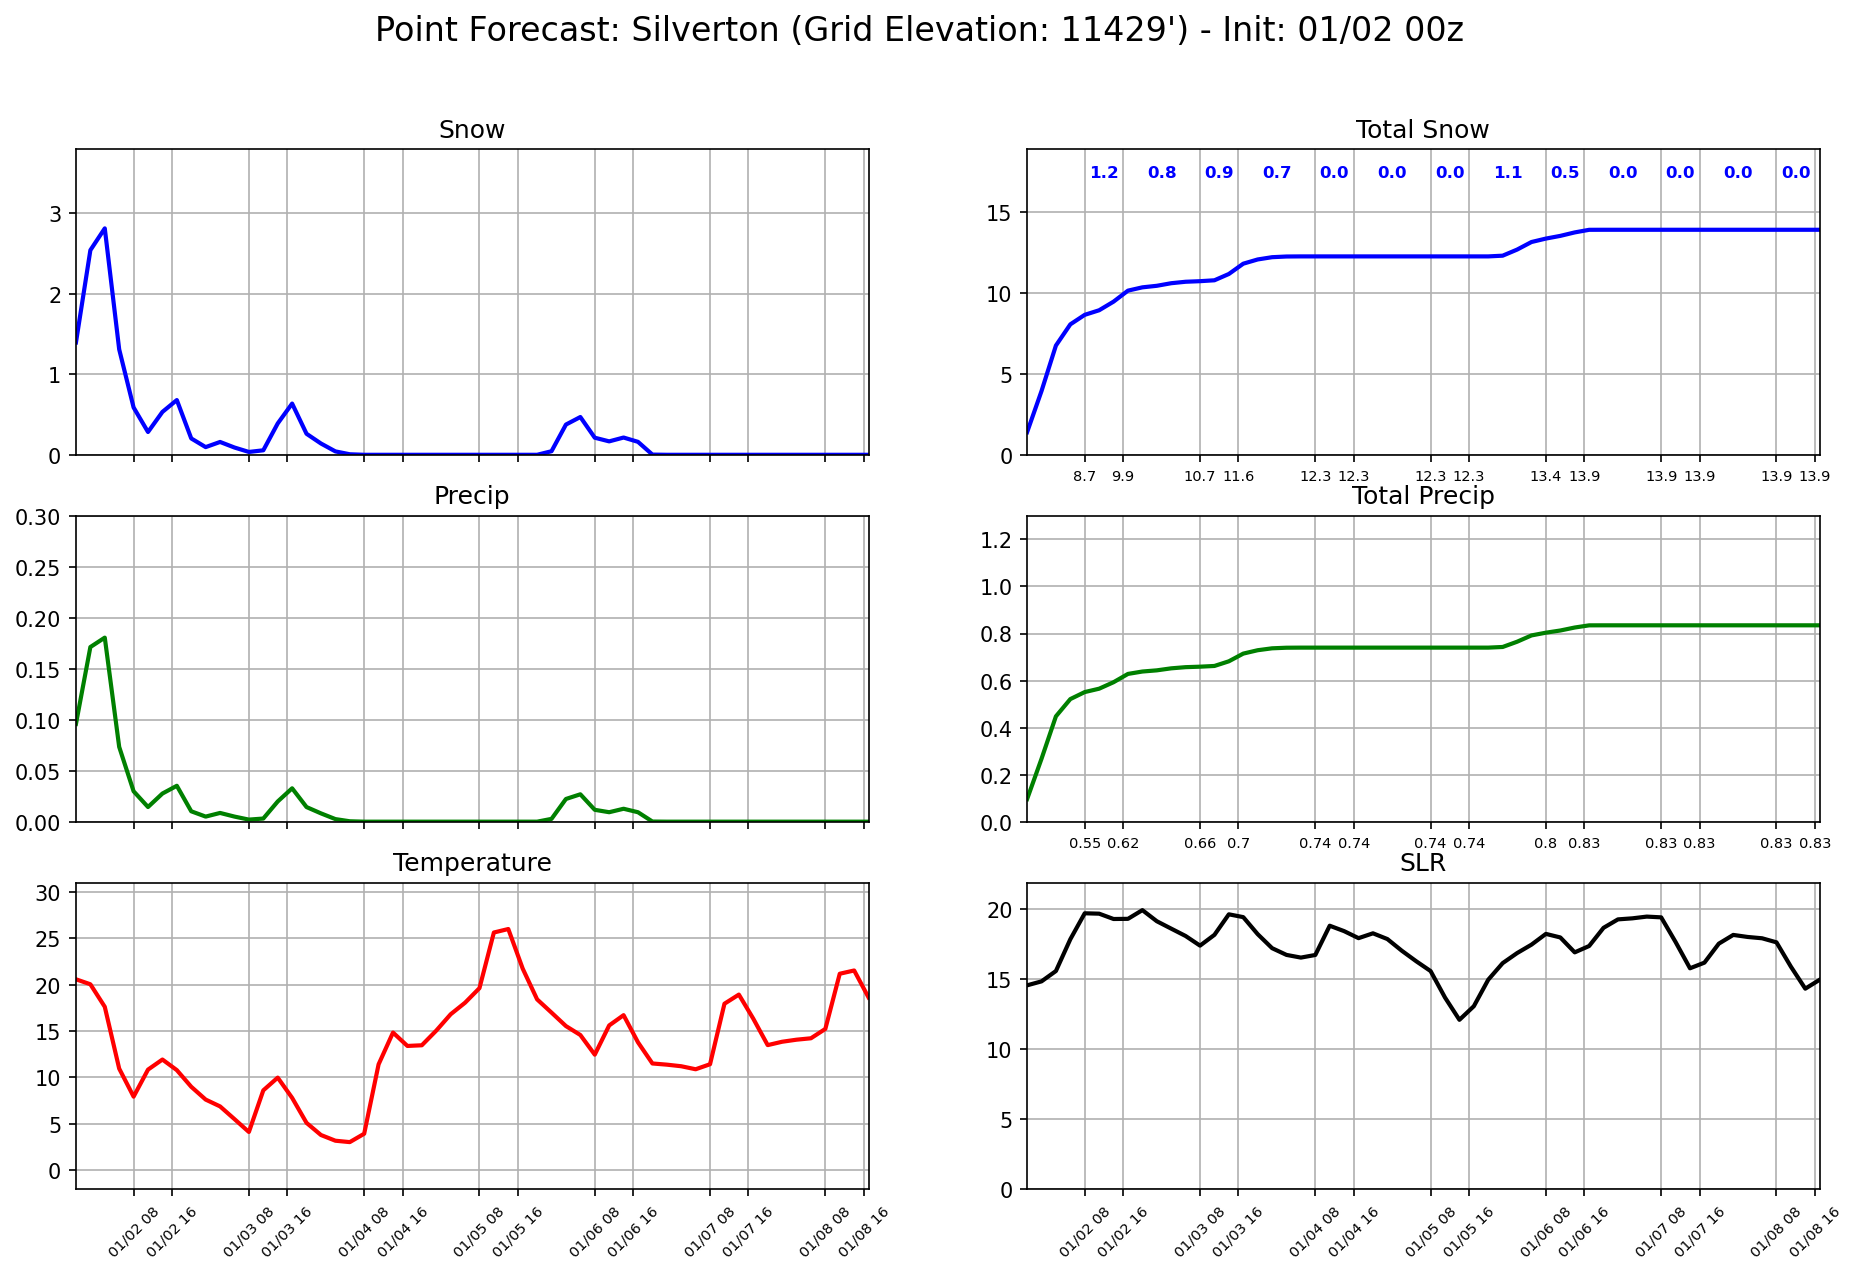 Point Forecast: Silverton (Grid Elevation: 11429') - Init: 01/02 00z
Snow
3
2
1
0
Total Snow
1.2 0.8 0.9 0.7 0.0 0.0 0.0 1.1 0.5 0.0 0.0 0.0 0.0
15
10
5
0
8.7 9.9 10.7 11.6 12.3 12.3 12.3 12.3 13.4 13.9 13.9 13.9 13.9 13.9
Precip
0.30
0.25
0.20
0.15
0.10
0.05
0.00
Total Precip
1.2
1.0
0.8
0.6
0.4
0.2
0.0
0.55 0.62 0.66 0.7 0.74 0.74 0.74 0.74 0.8 0.83 0.83 0.83 0.83 0.83
Temperature
30
25
20
15
10
5
0
01/02 08 01/02 16 01/03 08 01/03 16 01/04 08 01/04 16 01/05 08 01/05 16 01/06 08 01/06 16 01/07 08 01/07 16 01/08 08 01/08 16
SLR
20
15
10
5
0
01/02 08 01/02 16 01/03 08 01/03 16 01/04 08 01/04 16 01/05 08 01/05 16 01/06 08 01/06 16 01/07 08 01/07 16 01/08 08 01/08 16